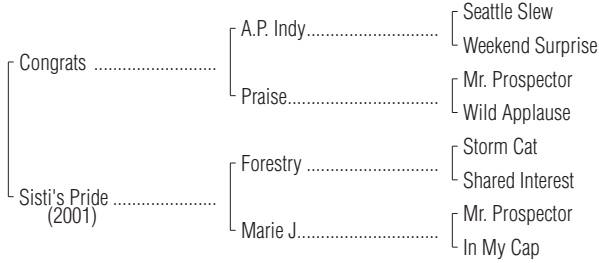 Seattle Slew
A.P. Indy.................................
Weekend Surprise
Congrats ..............................
Mr. Prospector
Praise.....................................
Wild Applause
Storm Cat
Forestry ................................
Shared Interest
Sisti's Pride .........................
(2001)
Mr. Prospector
Marie J...................................
In My Cap